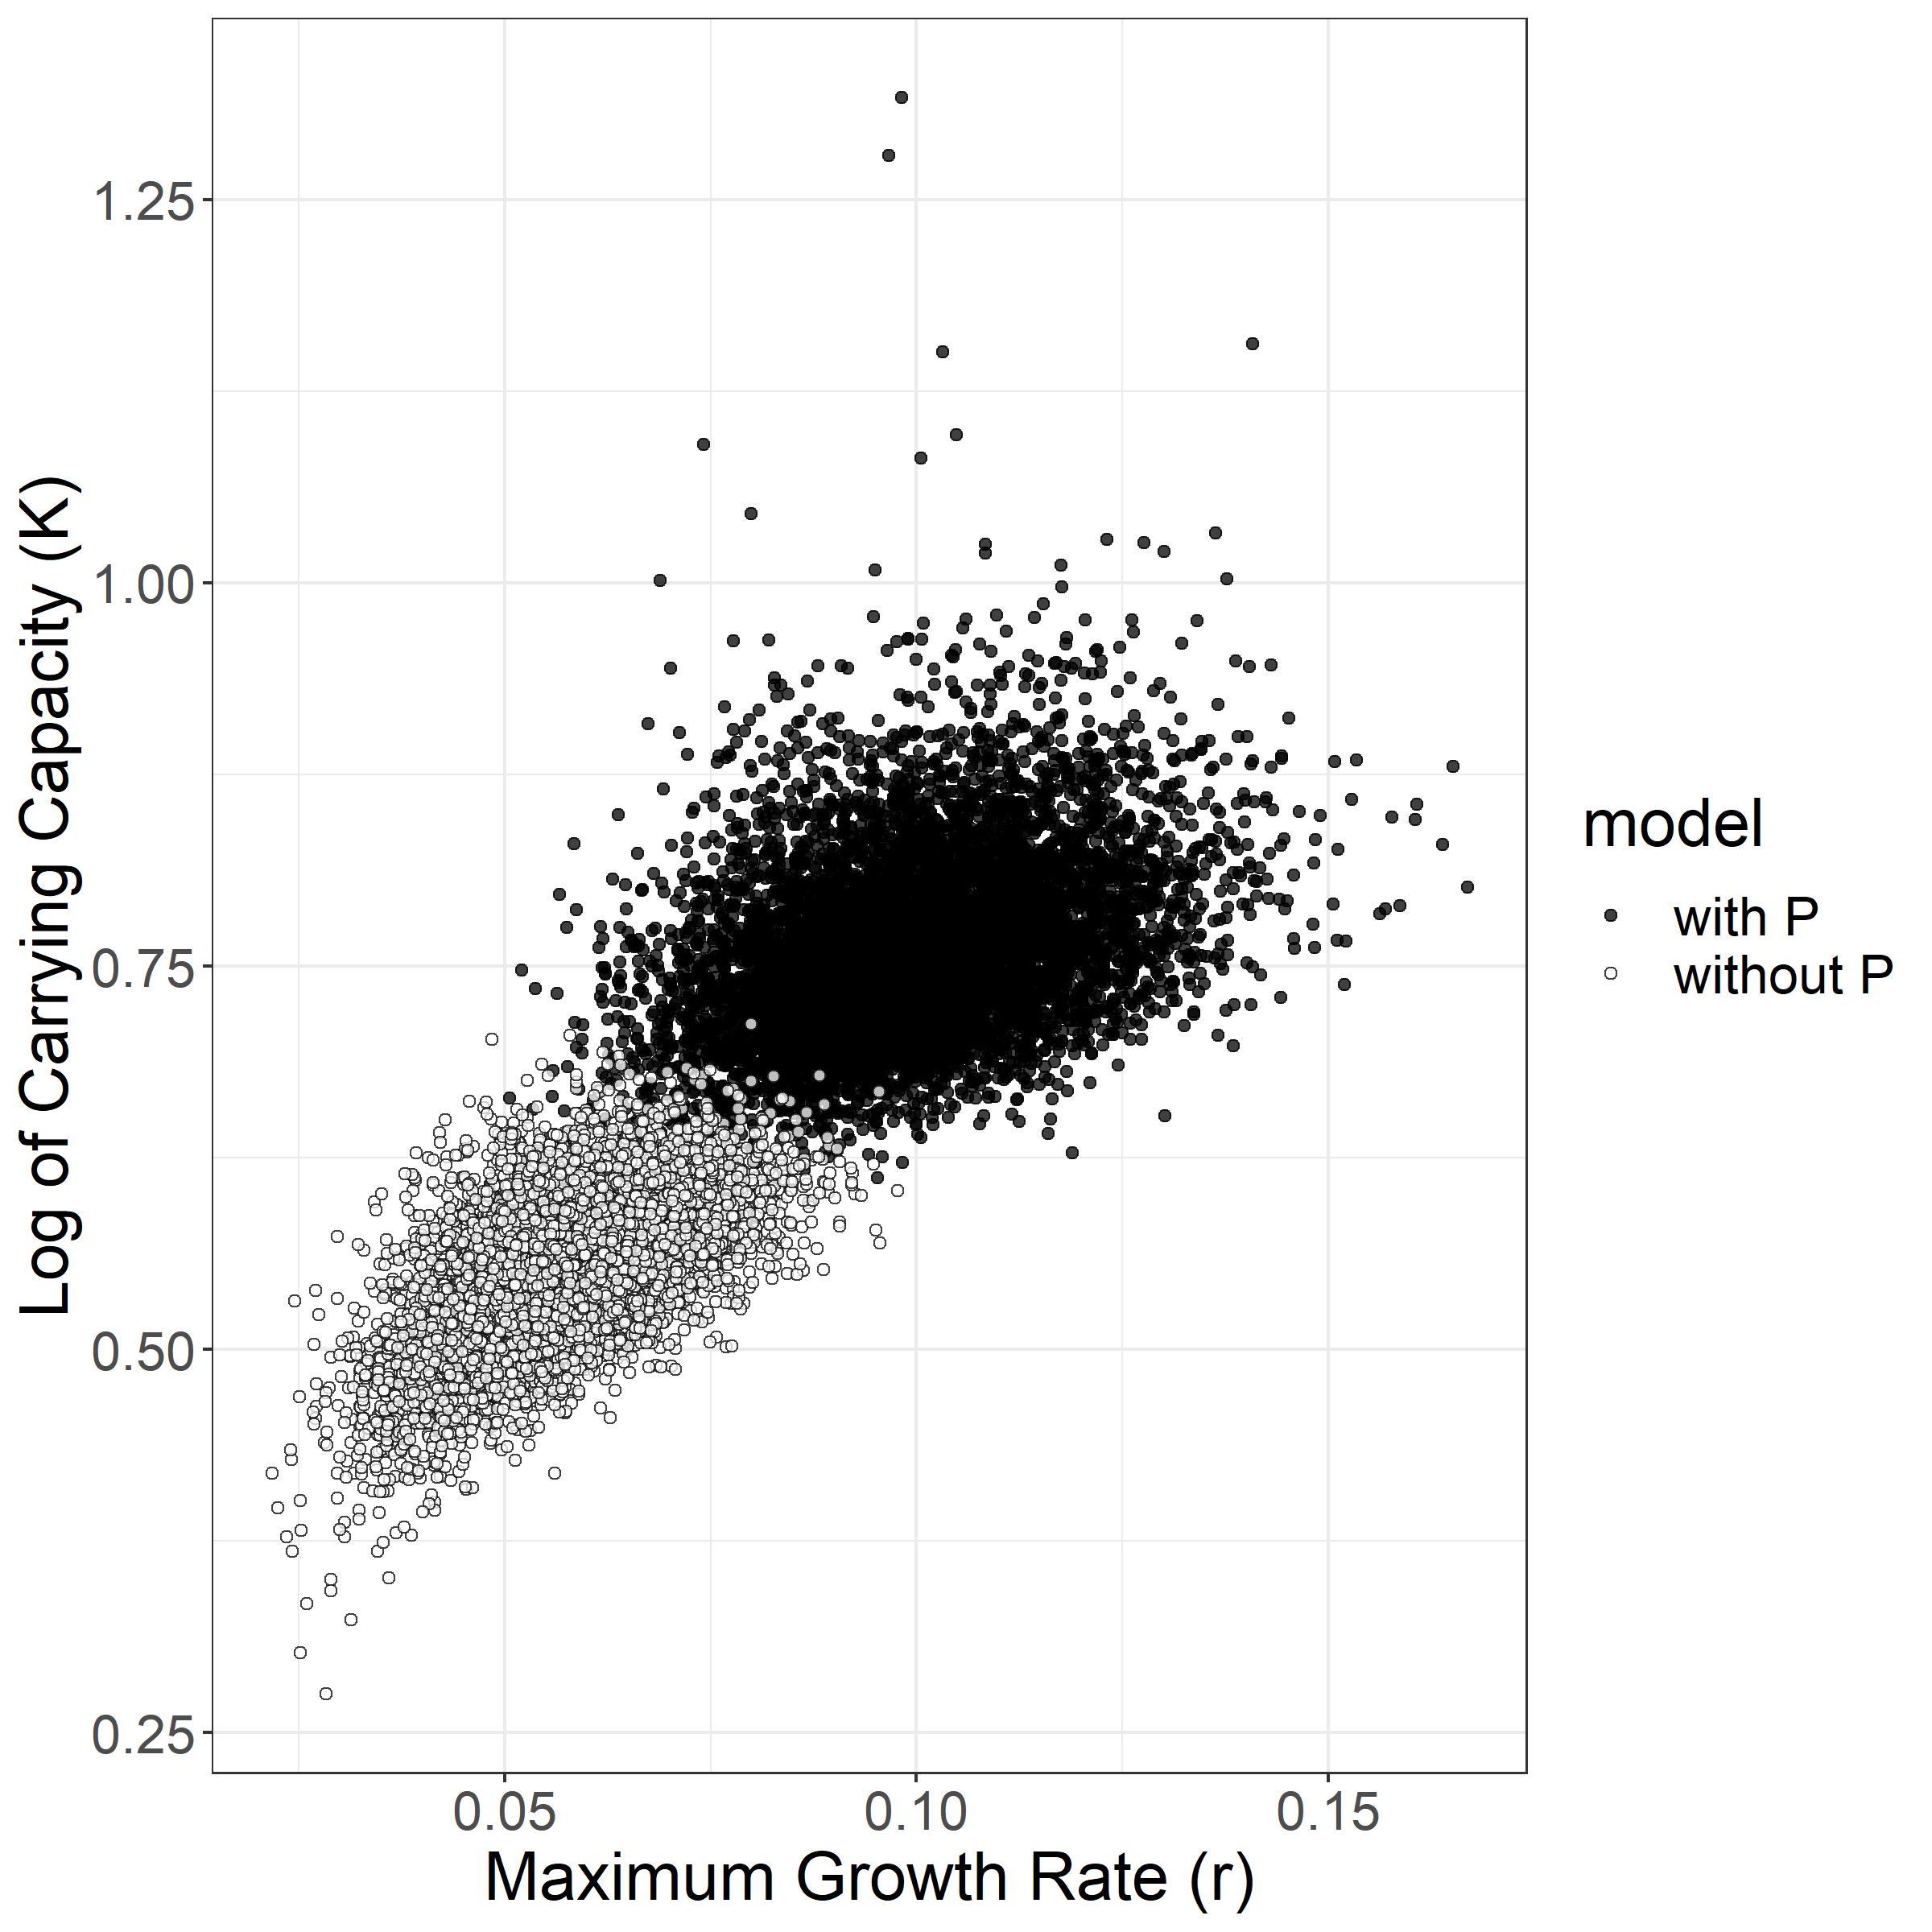 Log of Carrying Capacity (K)
1.25
1.00
0.75
0.50
0.25
0.05 0.10 0.15
Maximum Growth Rate (r)
model
with P
without P